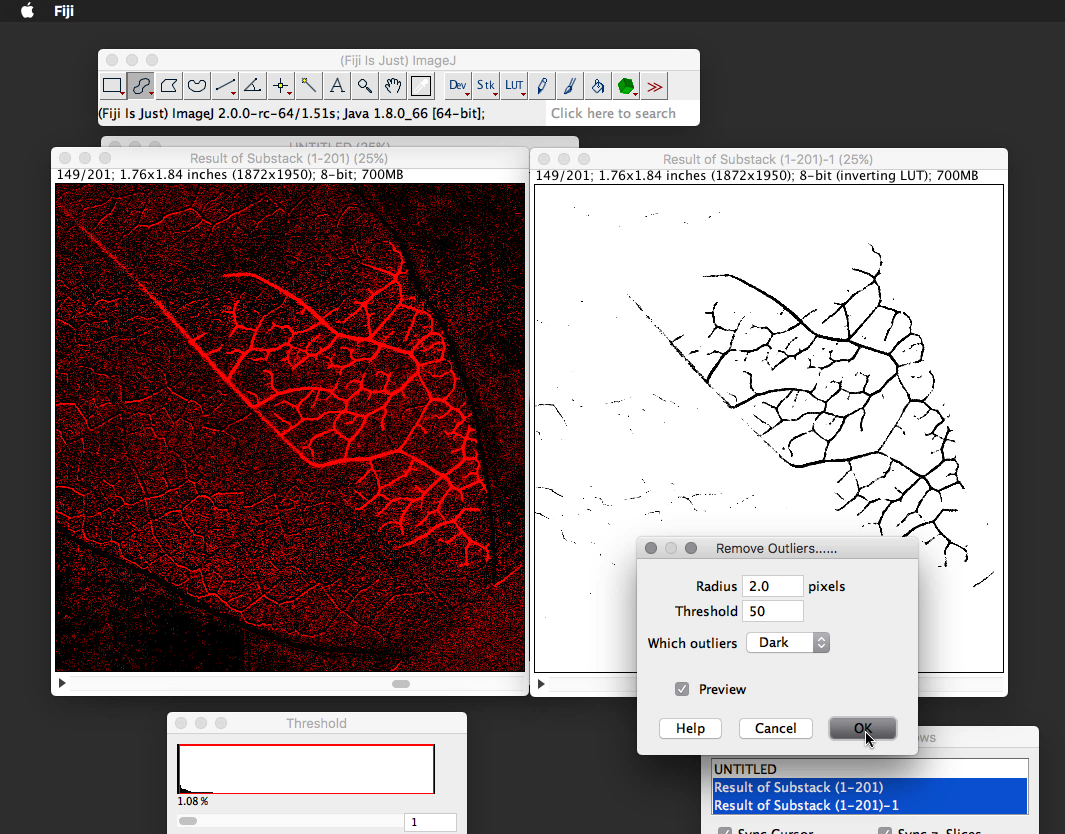 Fiji
(Fiji Is Just) ImageJ
A Dev Stk LUT
(Fiji Is Just) ImageJ 2.0.0-rc-64/1.51s; Java 1.8.0_66 [64-bit];
Click here to search
UNTITLED (25%)
Result of Substack (1-201) (25%)
149/201; 1.76x1.84 inches (1872x1950); 8-bit; 700MB
Result of Substack (1-201)-1 (25%)
149/201; 1.76x1.84 inches (1872x1950); 8-bit (inverting LUT); 700MB
Remove Outliers......
Radius 2.0 pixels
Threshold 50
Which outliers Dark
Preview
Help Cancel OK
Threshold
1.08 %
1
ows
UNTITLED
Result of Substack (1-201)
Result of Substack (1-201)-1
Sync Cursor Sync z-Slices